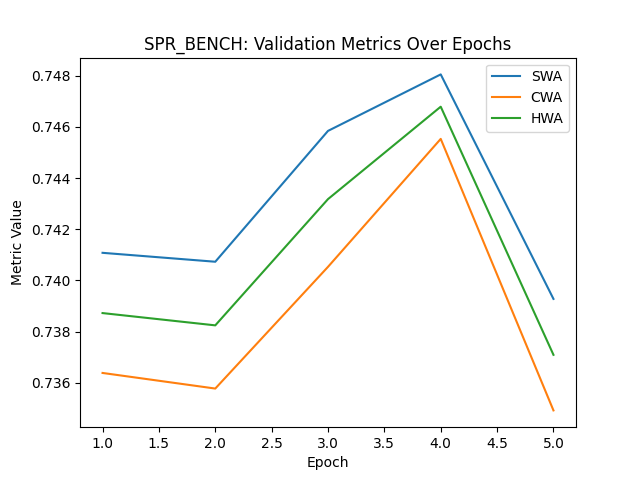 SPR_BENCH: Validation Metrics Over Epochs
Metric Value
0.748
0.746
0.744
0.742
0.740
0.738
0.736
SWA
CWA
HWA
1.0 1.5 2.0 2.5 3.0 3.5 4.0 4.5 5.0
Epoch